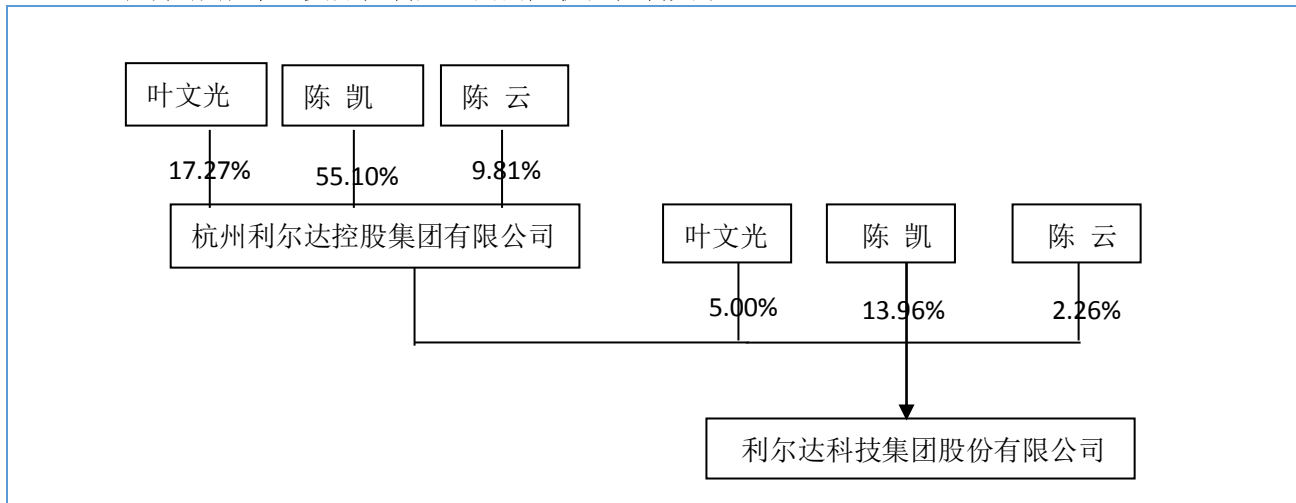 叶文光
陈 凯
陈 云
17.27%
55.10%
9.81%
杭州利尔达控股集团有限公司
叶文光
陈 凯
陈 云
5.00%
13.96%
2.26%
利尔达科技集团股份有限公司